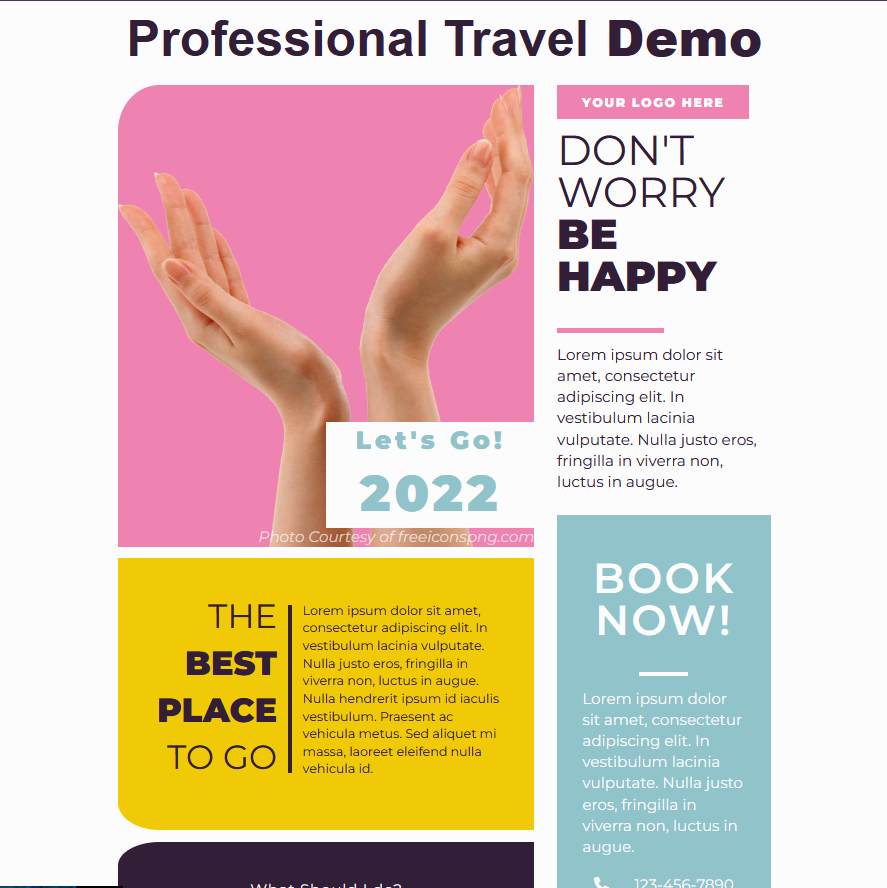 Professional Travel Demo
YOUR LOGO HERE
DON'T
WORRY
BE
HAPPY
Lorem ipsum dolor sit
amet, consectetur
adipiscing elit. In
vestibulum lacinia
vulputate. Nulla justo eros,
fringilla in viverra non,
luctus in augue.
Let's Go!
2022
Photo Courtesy of freeiconspng.com
THE
BEST
PLACE
TO GO
Lorem ipsum dolor sit amet,
consectetur adipiscing elit. In
vestibulum lacinia vulputate.
Nulla justo eros, fringilla in
viverra non, luctus in augue.
Nulla hendrerit ipsum id iaculis
vestibulum. Praesent ac
vehicula metus. Sed aliquet mi
massa, laoreet eleifend nulla
vehicula id.
BOOK
NOW!
Lorem ipsum dolor
sit amet, consectetur
adipiscing elit. In
vestibulum lacinia
vulputate. Nulla justo
eros, fringilla in
viverra non, luctus in
augue.
123-456-7890
What Should I do?